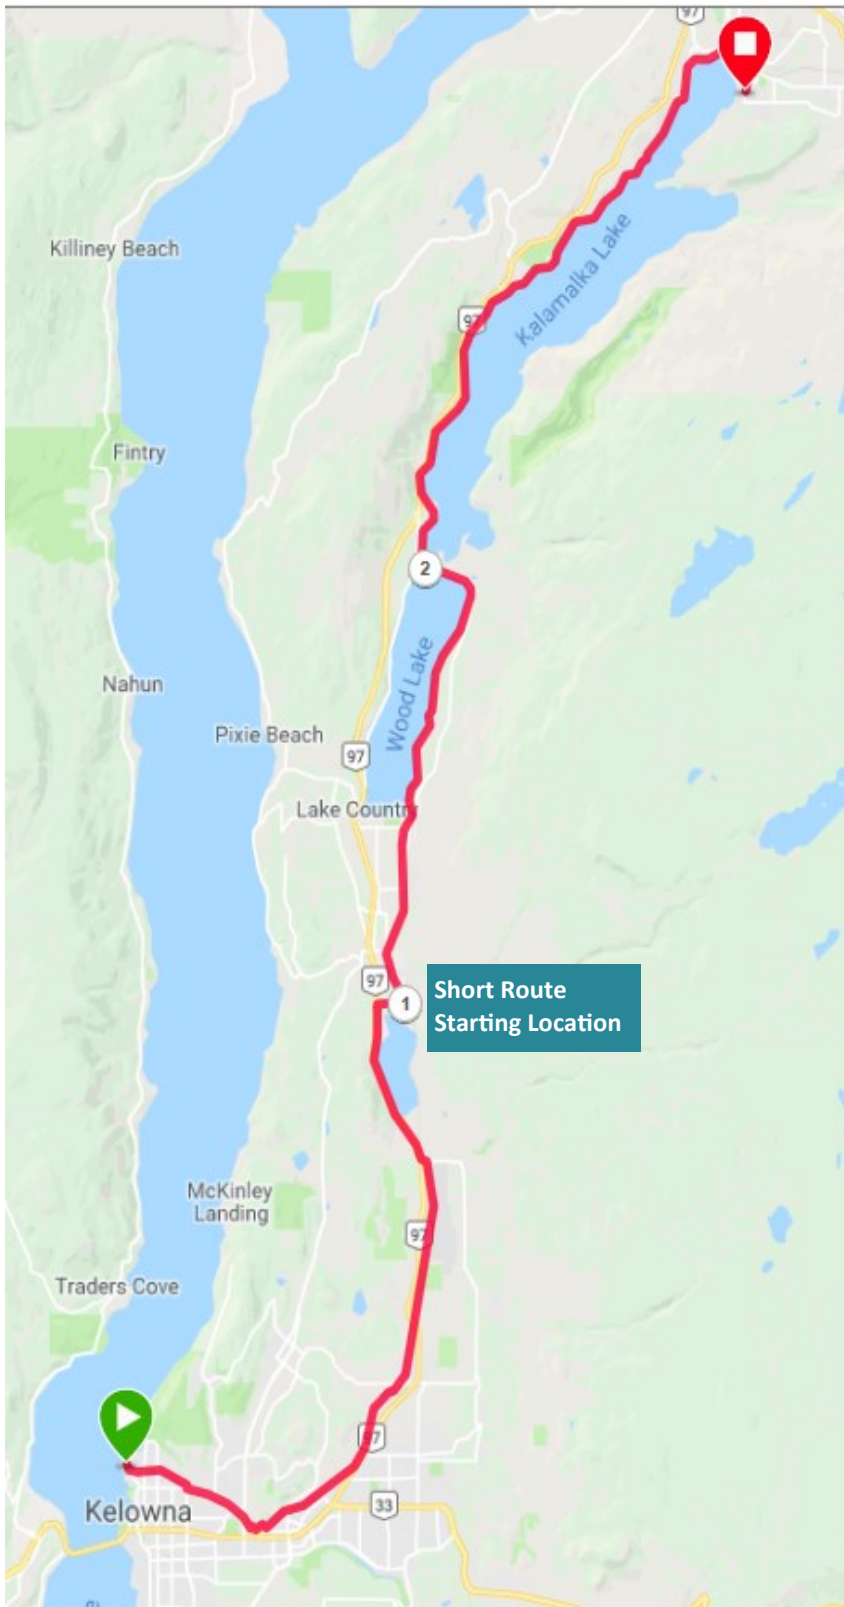 97
Killiney Beach
Kalamalka Lake
97
Fintry
2
Wood Lake
Nahun
Pixie Beach
97
Lake Country
97
1
Short Route
Starting Location
McKinley
Landing
97
Traders Cove
97
33
Kelowna